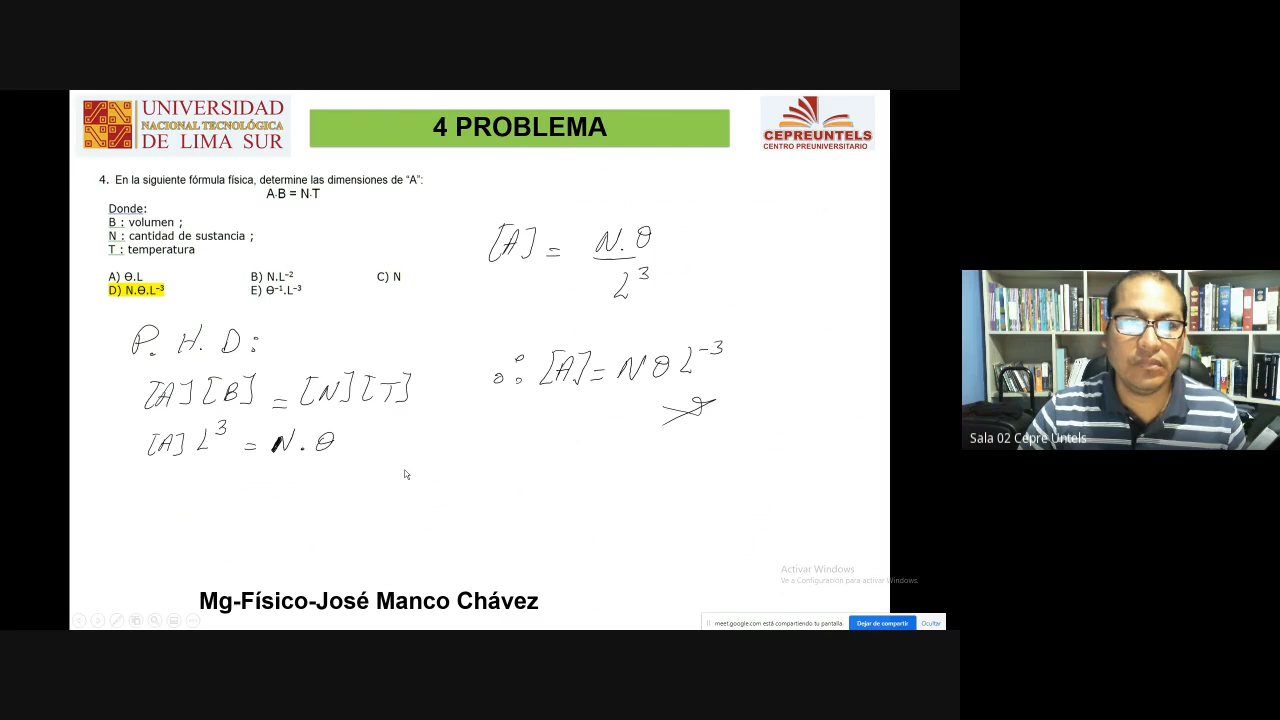 UNIVERSIDAD
NACIONAL TECNOLÓGICA
DE LIMA SUR
4 PROBLEMA
CEPREUNTELS
CENTRO PREUNIVERSITARIO
4. En la siguiente fórmula física, determine las dimensiones de “A”:
A·B = N·T
Donde:
B : volumen ;
N : cantidad de sustancia ;
T : temperatura
A) Θ.L B) N.L⁻² C) N
D) N.Θ.L⁻³ E) Θ⁻¹.L⁻³
P. H. D:
[A] [B] = [N] [T]
[A] L³ = N. θ
[A] = N. θ / L³
∴ [A] = N θ L⁻³
Sala 02 Cepre Untels
Mg-Físico-José Manco Chávez
Activar Windows
Ve a Configuración para activar Windows.
meet.google.com está compartiendo tu pantalla.
Dejar de compartir
Ocultar